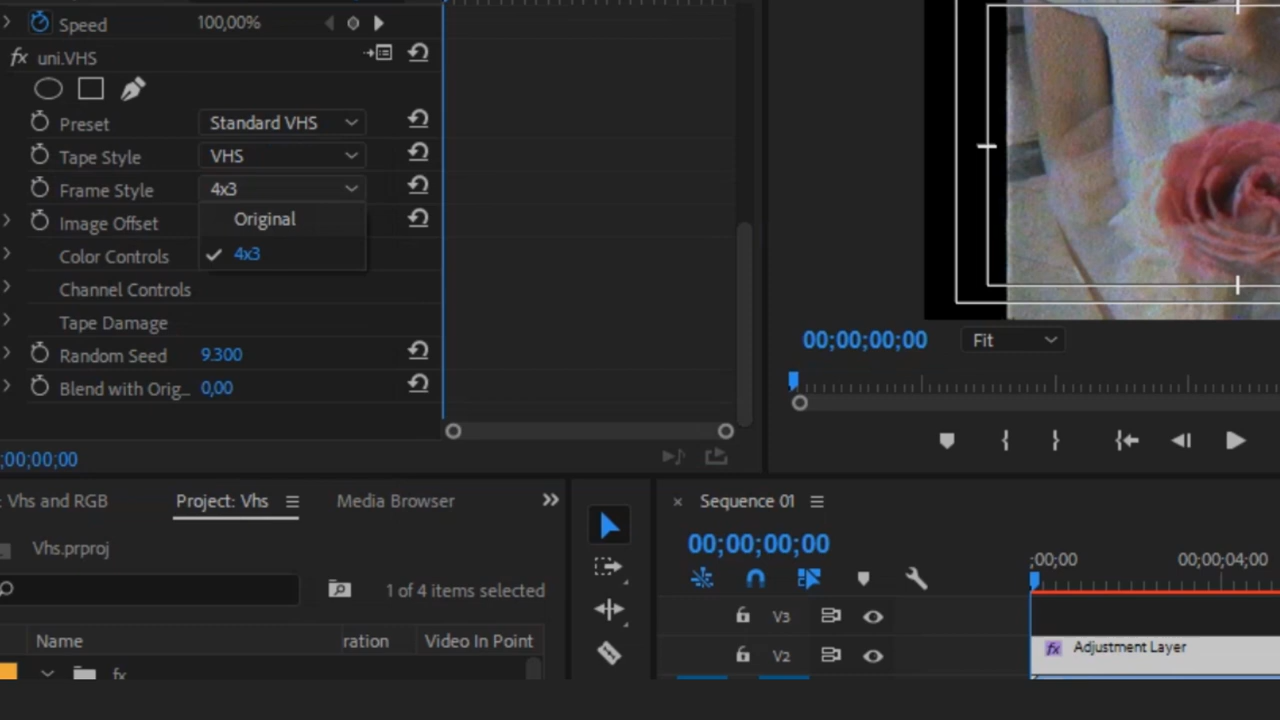 Speed 100,00%
fx uni.VHS
Preset Standard VHS
Tape Style VHS
Frame Style 4x3
Original
Image Offset
4x3
Color Controls
Channel Controls
Tape Damage
Random Seed 9.300
Blend with Orig... 0,00
;00;00;00
00;00;00;00 Fit
: Vhs and RGB Project: Vhs Media Browser
Vhs.prproj
1 of 4 items selected
Name ration Video In Point
fx
× Sequence 01
00;00;00;00
;00;00 00;00;04;00
V3
V2
fx Adjustment Layer